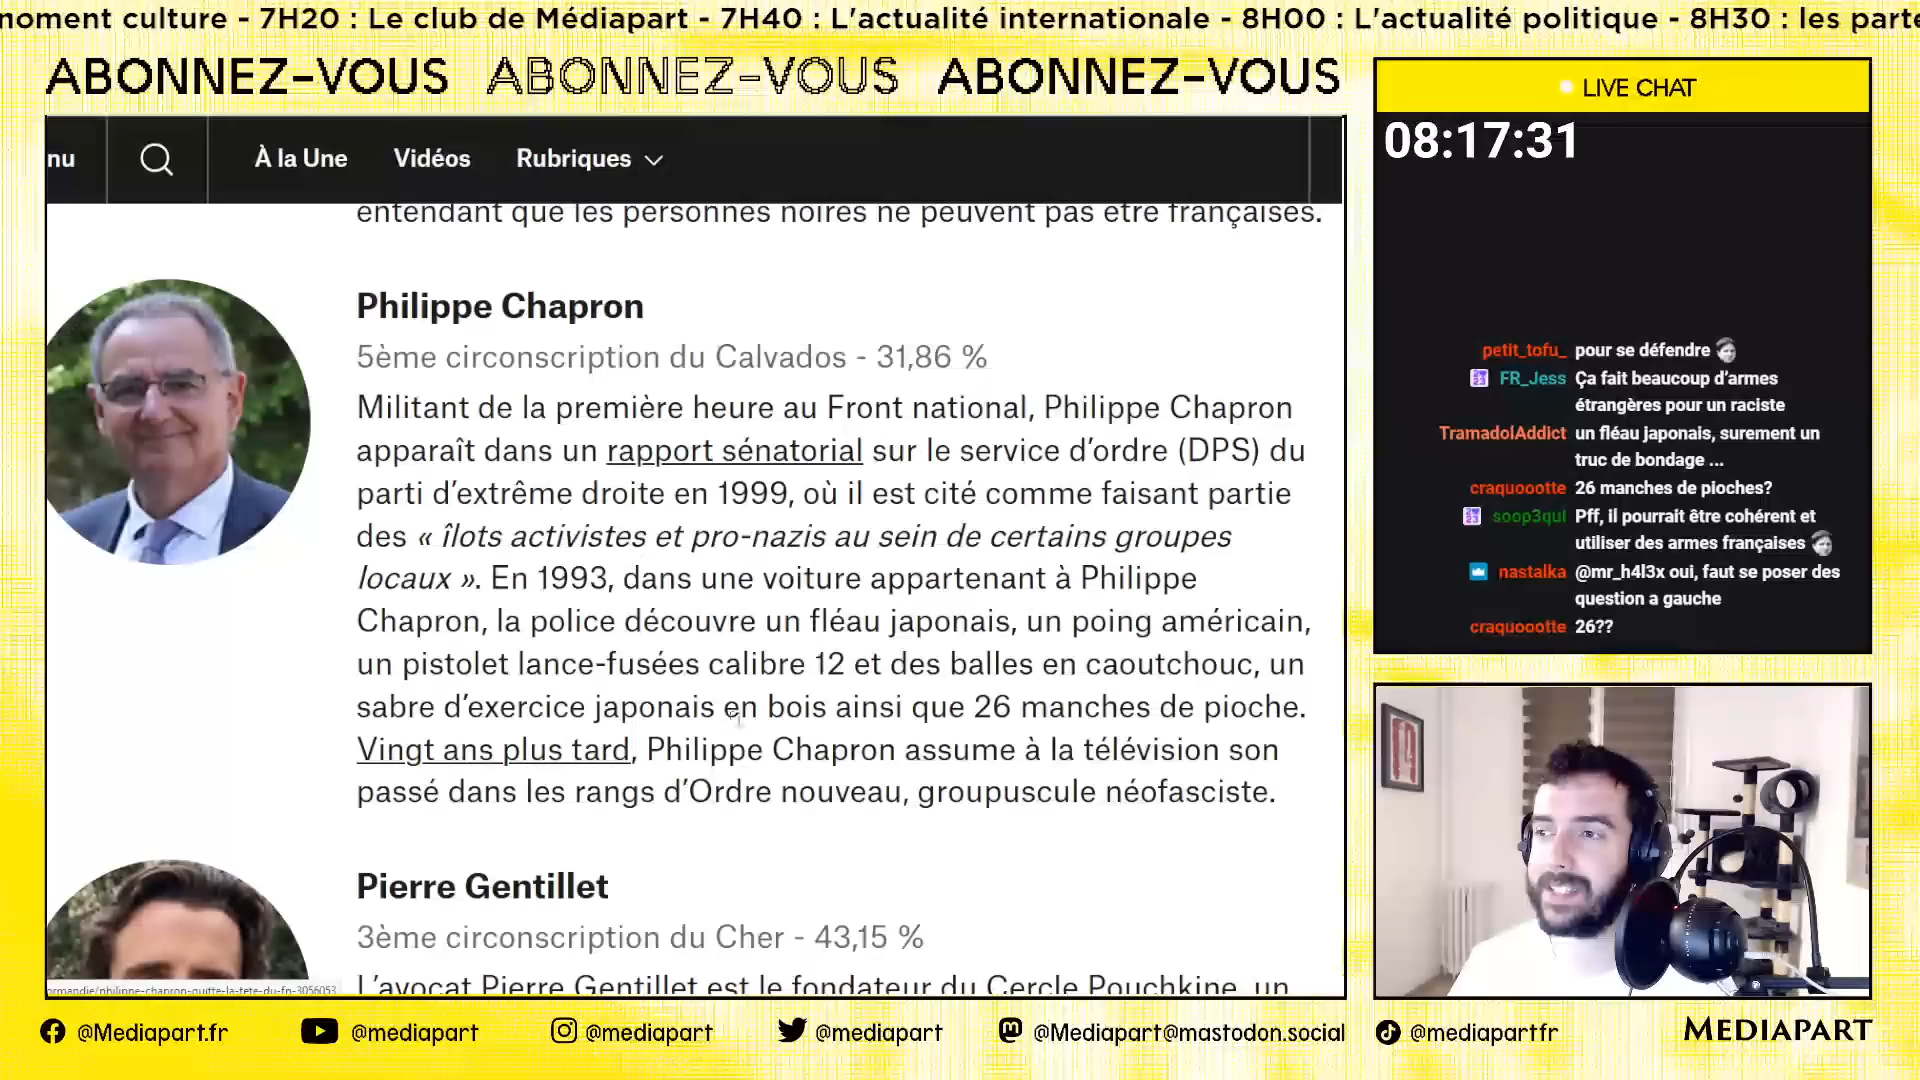 moment culture - 7H20 : Le club de Médiapart - 7H40 : L'actualité internationale - 8H00 : L'actualité politique - 8H30 : les
ABONNEZ-VOUS ABONNEZ-VOUS ABONNEZ-VOUS
nu
À la Une Vidéos Rubriques
entendant que les personnes noires ne peuvent pas être françaises.
Philippe Chapron
5ème circonscription du Calvados - 31,86 %
Militant de la première heure au Front national, Philippe Chapron
apparaît dans un rapport sénatorial sur le service d’ordre (DPS) du
parti d’extrême droite en 1999, où il est cité comme faisant partie
des « îlots activistes et pro-nazis au sein de certains groupes
locaux ». En 1993, dans une voiture appartenant à Philippe
Chapron, la police découvre un fléau japonais, un poing américain,
un pistolet lance-fusées calibre 12 et des balles en caoutchouc, un
sabre d’exercice japonais en bois ainsi que 26 manches de pioche.
Vingt ans plus tard, Philippe Chapron assume à la télévision son
passé dans les rangs d’Ordre nouveau, groupuscule néofasciste.
Pierre Gentillet
3ème circonscription du Cher - 43,15 %
L’avocat Pierre Gentillet est le fondateur du Cercle Pouchkine, un
ormandie/philippe-chapron-quitte-la-tete-du-fn-3056053
LIVE CHAT
08:17:31
petit_tofu_ pour se défendre
FR_Jess Ça fait beaucoup d’armes
étrangères pour un raciste
TramadolAddict un fléau japonais, surement un
truc de bondage ...
craquoootte 26 manches de pioches?
soop3qui Pff, il pourrait être cohérent et
utiliser des armes françaises
nastalka @mr_h4l3x oui, faut se poser des
question a gauche
craquoootte 26??
@Mediapart.fr @mediapart @mediapart @mediapart @Mediapart@mastodon.social @mediapartfr MEDIAPART